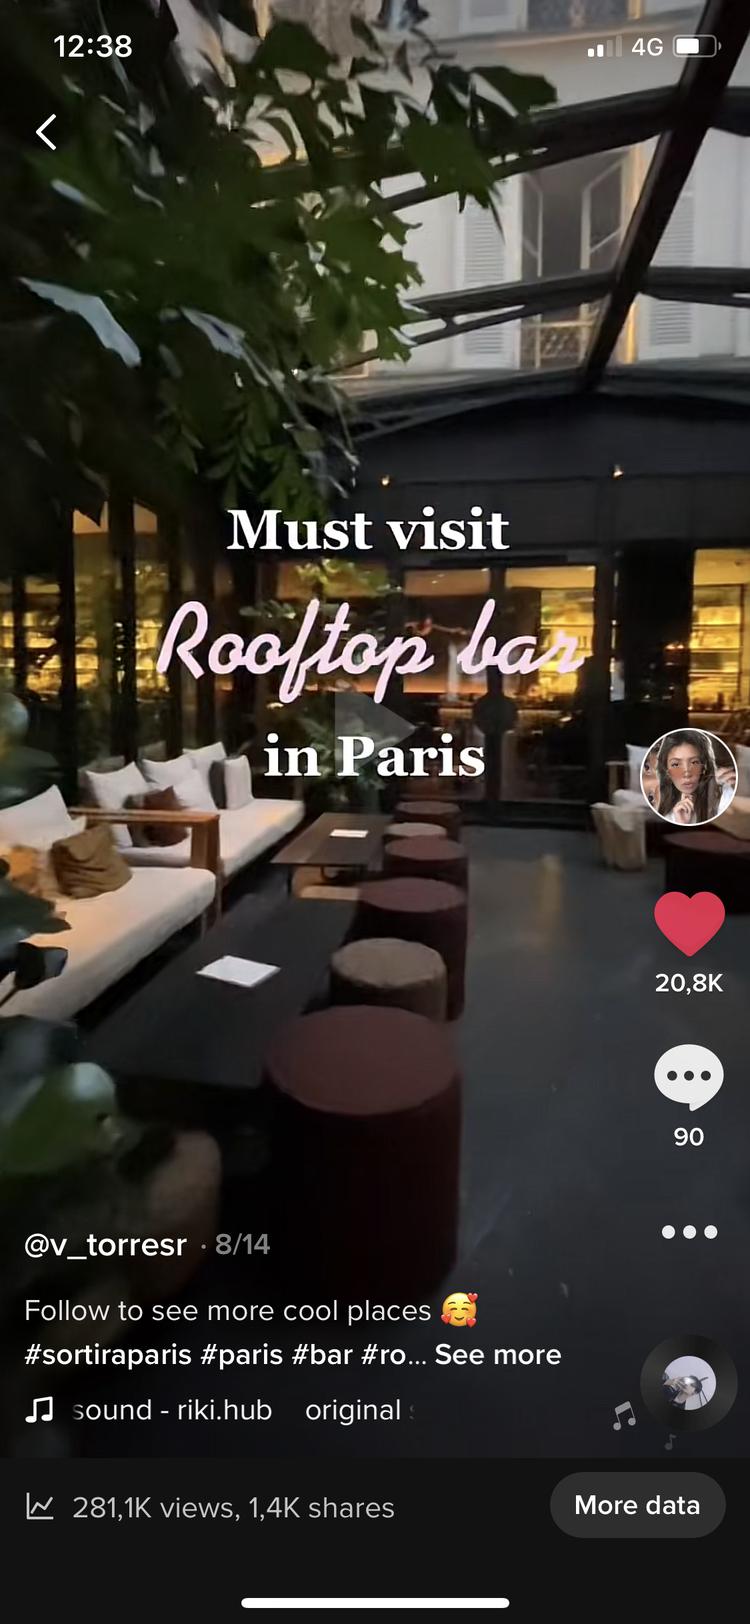 12:38
4G
Must visit
Rooftop bar
in Paris
20,8K
90
@v_torresr · 8/14
Follow to see more cool places 🥰
#sortiraparis #paris #bar #ro... See more
sound - riki.hub original
281,1K views, 1,4K shares
More data